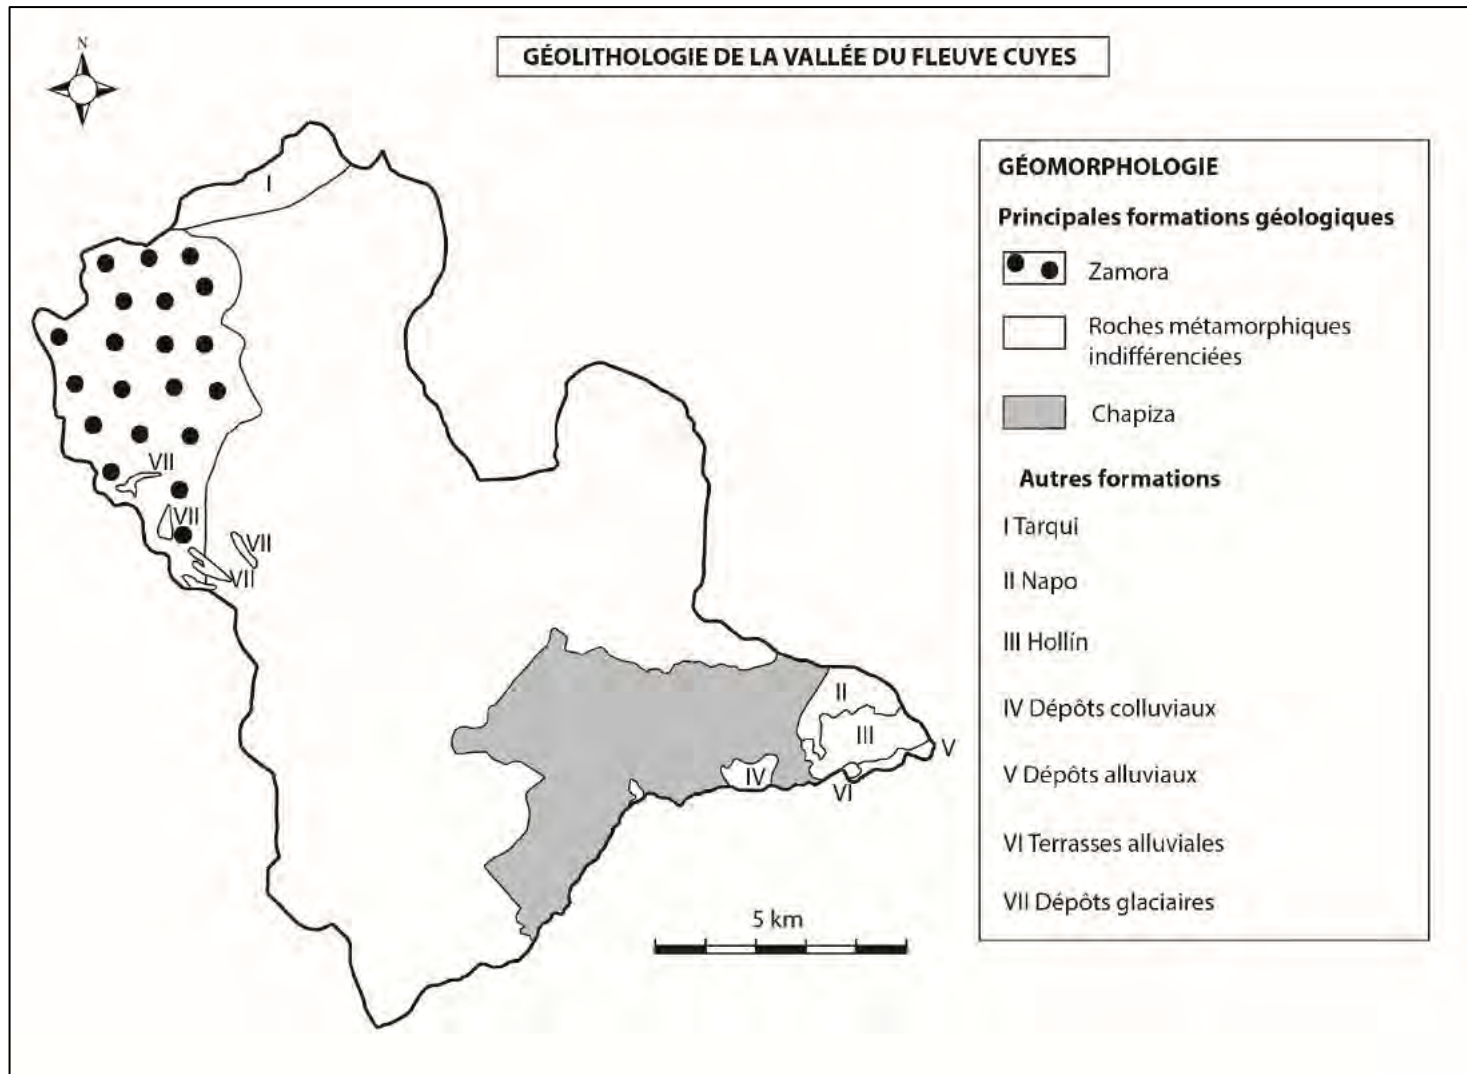 N
GÉOLITHOLOGIE DE LA VALLÉE DU FLEUVE CUYES
GÉOMORPHOLOGIE
Principales formations géologiques
Zamora
Roches métamorphiques
indifférenciées
Chapiza
Autres formations
I Tarqui
II Napo
III Hollín
IV Dépôts colluviaux
V Dépôts alluviaux
VI Terrasses alluviales
VII Dépôts glaciaires
I
VII
VII
VII
VII
II
III
V
IV
VI
5 km